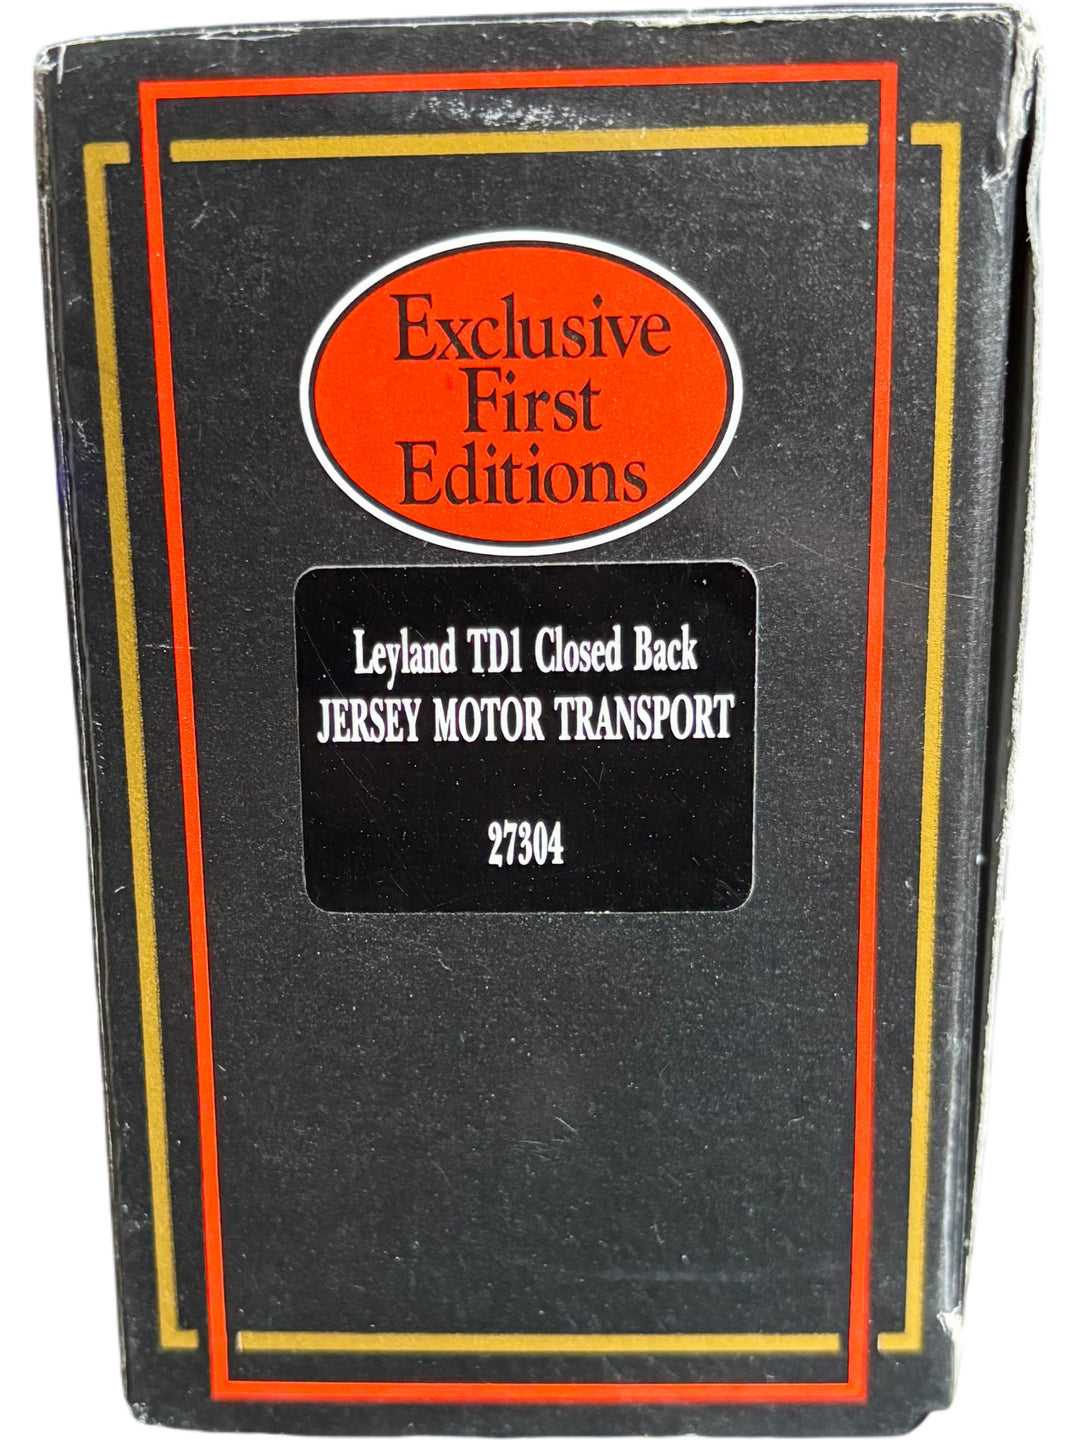 Exclusive
First
Editions
Leyland TD1 Closed Back
JERSEY MOTOR TRANSPORT
27304